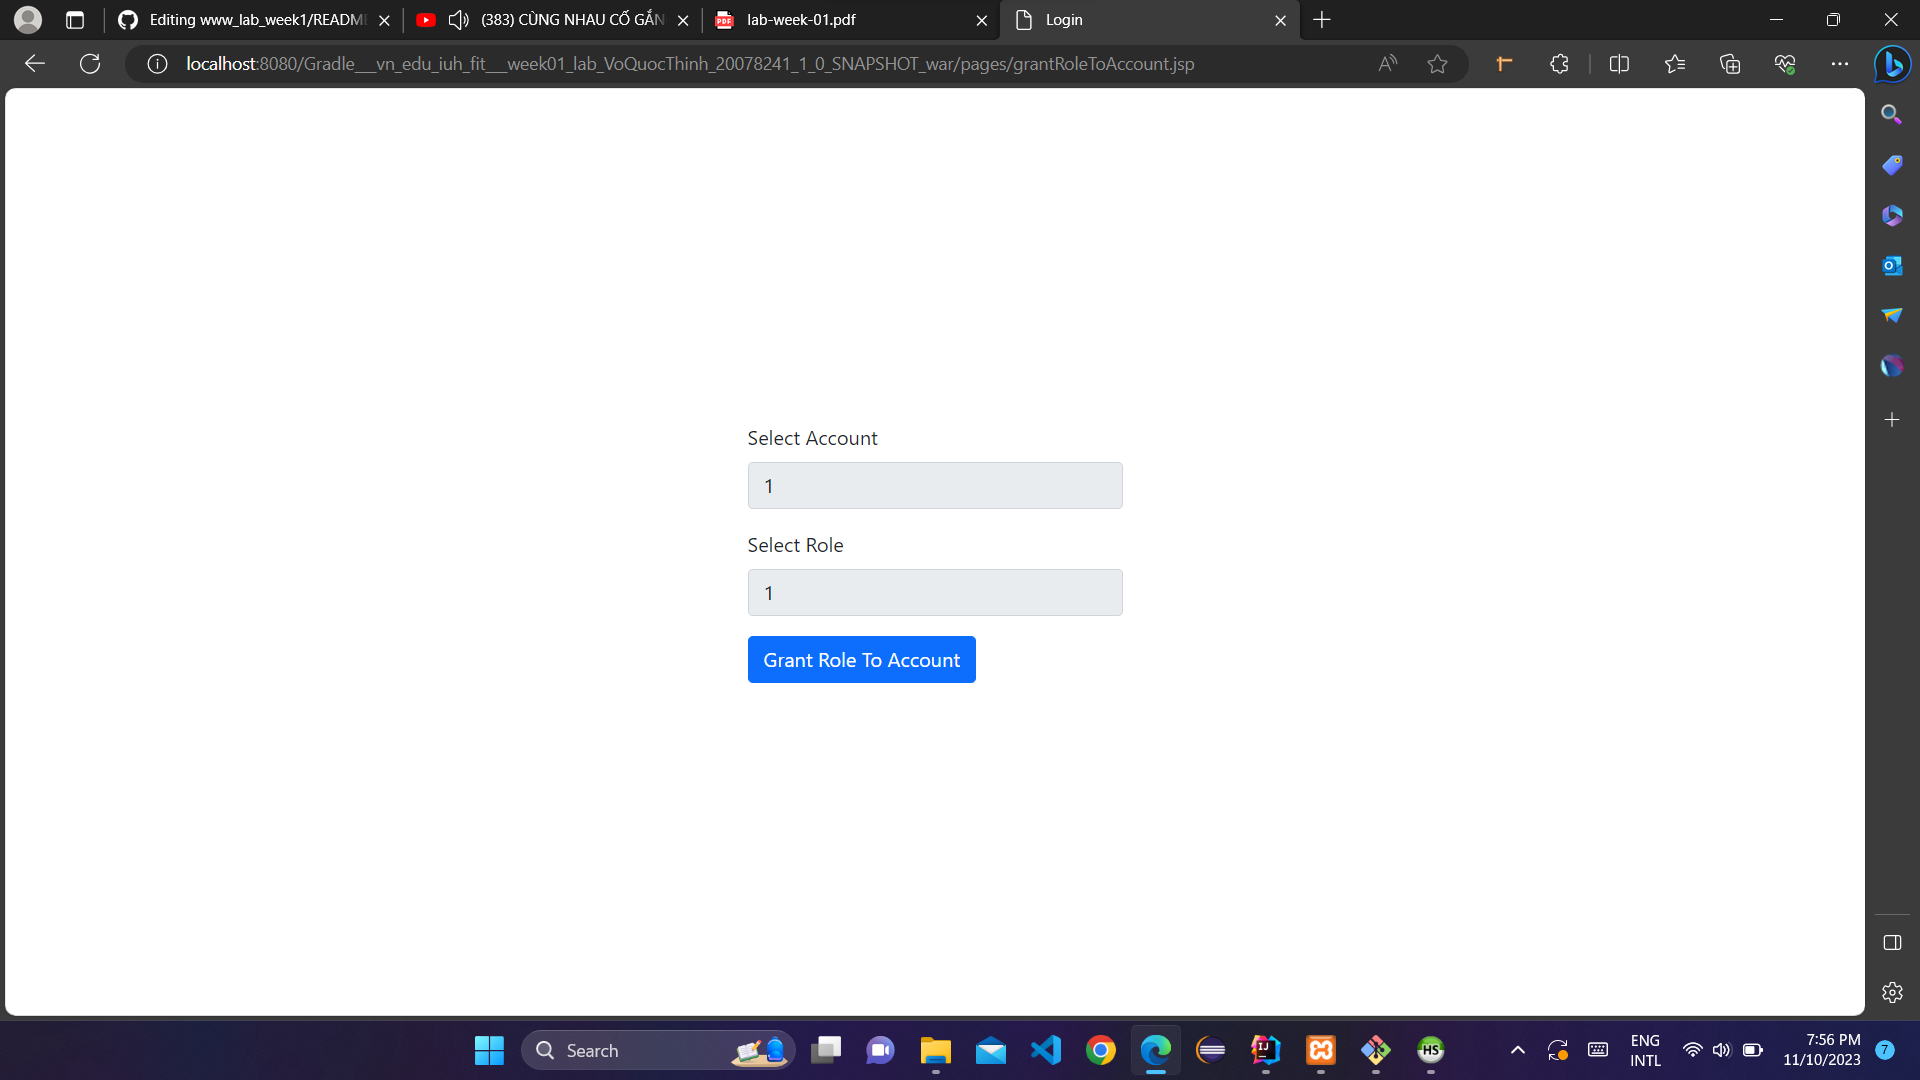 Editing www_lab_week1/READM
(383) CÙNG NHAU CỐ GẮN
lab-week-01.pdf
Login
localhost:8080/Gradle___vn_edu_iuh_fit___week01_lab_VoQuocThinh_20078241_1_0_SNAPSHOT_war/pages/grantRoleToAccount.jsp
Select Account
1
Select Role
1
Grant Role To Account
Search
ENG
INTL
7:56 PM
11/10/2023
7